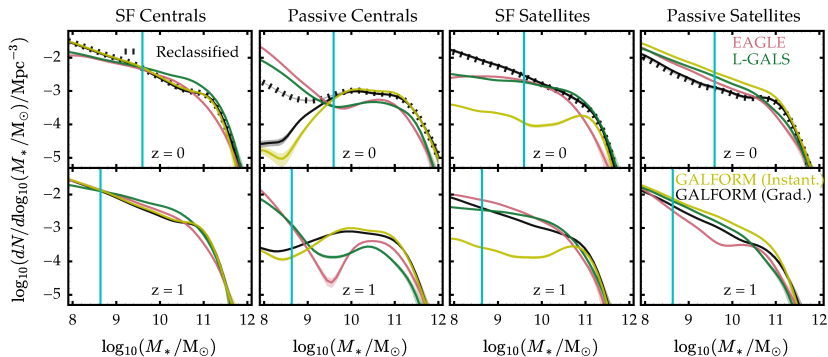 SF Centrals
Passive Centrals
SF Satellites
Passive Satellites
log₁₀(dN/dlog₁₀(M∗/M⊙)/Mpc⁻³)
−2
−3
−4
−5
Reclassified
z = 0
z = 0
z = 0
EAGLE
L-GALS
z = 0
−2
−3
−4
−5
z = 1
z = 1
z = 1
GALFORM (Instant.)
GALFORM (Grad.)
z = 1
8 9 10 11 12
8 9 10 11 12
8 9 10 11 12
8 9 10 11 12
log₁₀(M∗/M⊙)
log₁₀(M∗/M⊙)
log₁₀(M∗/M⊙)
log₁₀(M∗/M⊙)